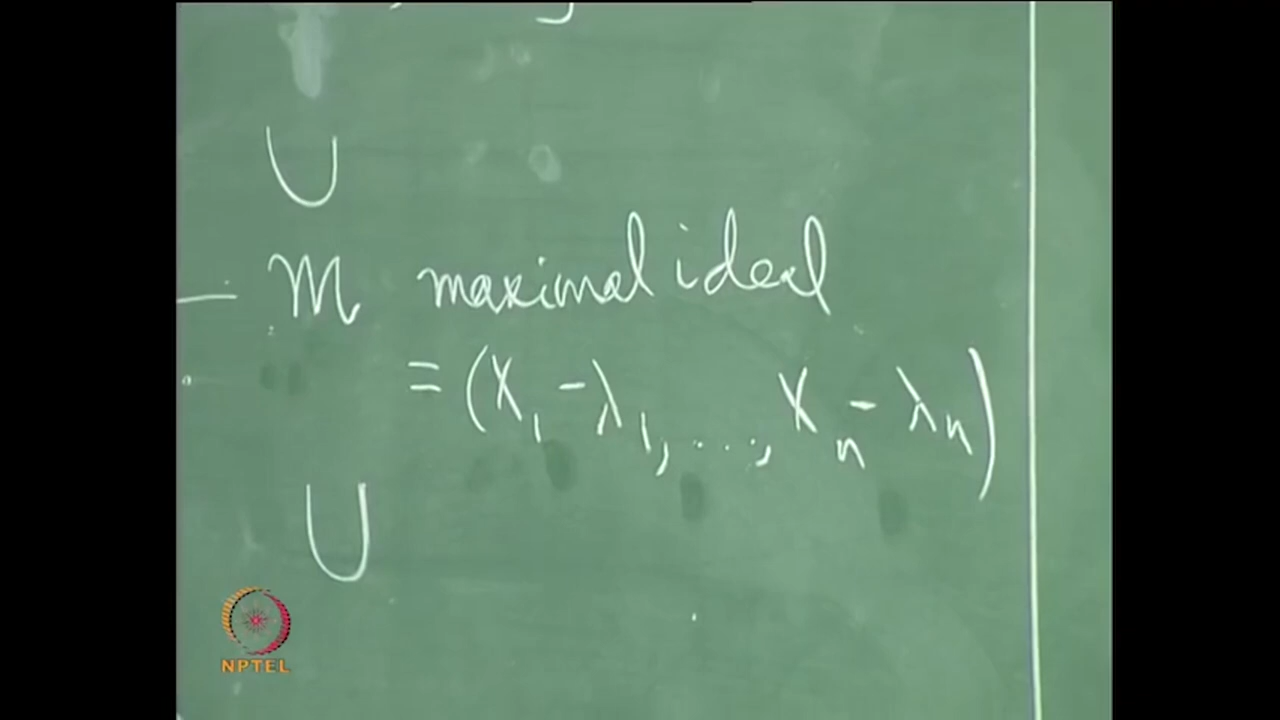 ∪
m maximal ideal
= (X₁ - λ₁, ..., Xₙ - λₙ)
∪
NPTEL